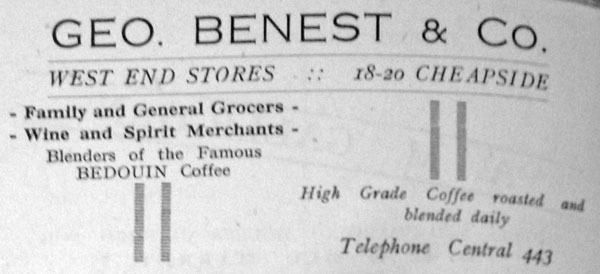 GEO. BENEST & Co.
WEST END STORES :: 18-20 CHEAPSIDE
- Family and General Grocers -
- Wine and Spirit Merchants -
Blenders of the Famous
BEDOUIN Coffee
High Grade Coffee roasted and
blended daily
Telephone Central 443